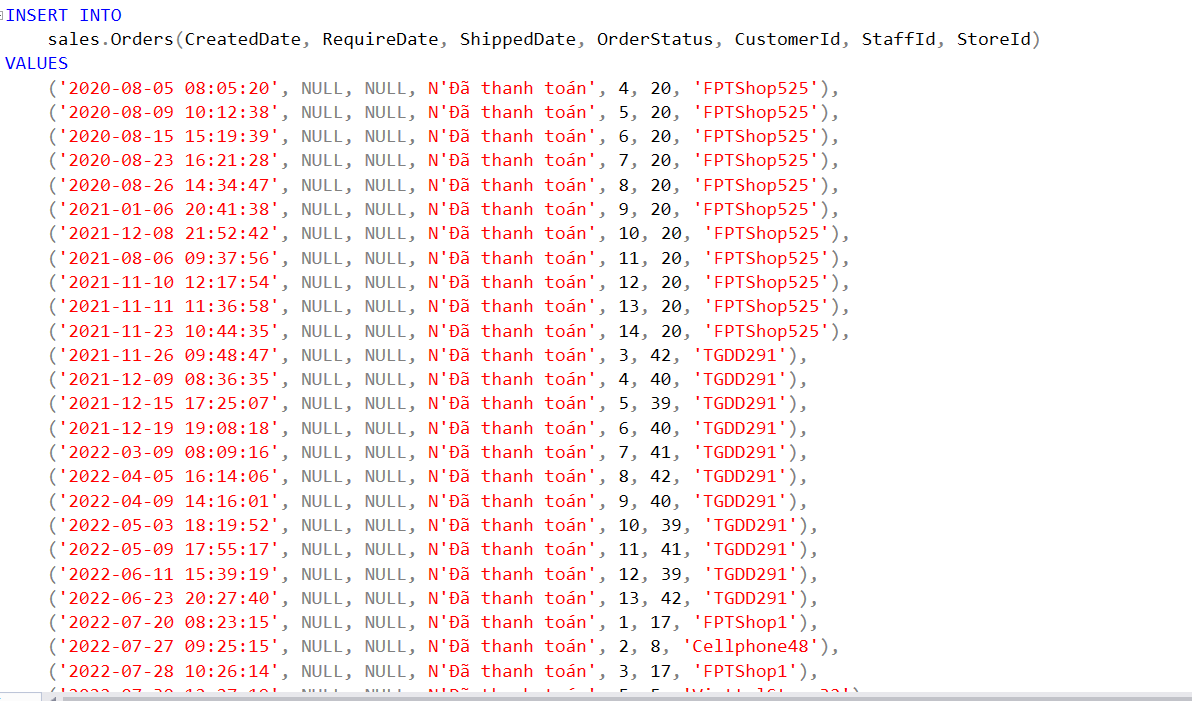 INSERT INTO
sales.Orders(CreatedDate, RequireDate, ShippedDate, OrderStatus, CustomerId, StaffId, StoreId)
VALUES
('2020-08-05 08:05:20', NULL, NULL, N'Đã thanh toán', 4, 20, 'FPTShop525'),
('2020-08-09 10:12:38', NULL, NULL, N'Đã thanh toán', 5, 20, 'FPTShop525'),
('2020-08-15 15:19:39', NULL, NULL, N'Đã thanh toán', 6, 20, 'FPTShop525'),
('2020-08-23 16:21:28', NULL, NULL, N'Đã thanh toán', 7, 20, 'FPTShop525'),
('2020-08-26 14:34:47', NULL, NULL, N'Đã thanh toán', 8, 20, 'FPTShop525'),
('2021-01-06 20:41:38', NULL, NULL, N'Đã thanh toán', 9, 20, 'FPTShop525'),
('2021-12-08 21:52:42', NULL, NULL, N'Đã thanh toán', 10, 20, 'FPTShop525'),
('2021-08-06 09:37:56', NULL, NULL, N'Đã thanh toán', 11, 20, 'FPTShop525'),
('2021-11-10 12:17:54', NULL, NULL, N'Đã thanh toán', 12, 20, 'FPTShop525'),
('2021-11-11 11:36:58', NULL, NULL, N'Đã thanh toán', 13, 20, 'FPTShop525'),
('2021-11-23 10:44:35', NULL, NULL, N'Đã thanh toán', 14, 20, 'FPTShop525'),
('2021-11-26 09:48:47', NULL, NULL, N'Đã thanh toán', 3, 42, 'TGDD291'),
('2021-12-09 08:36:35', NULL, NULL, N'Đã thanh toán', 4, 40, 'TGDD291'),
('2021-12-15 17:25:07', NULL, NULL, N'Đã thanh toán', 5, 39, 'TGDD291'),
('2021-12-19 19:08:18', NULL, NULL, N'Đã thanh toán', 6, 40, 'TGDD291'),
('2022-03-09 08:09:16', NULL, NULL, N'Đã thanh toán', 7, 41, 'TGDD291'),
('2022-04-05 16:14:06', NULL, NULL, N'Đã thanh toán', 8, 42, 'TGDD291'),
('2022-04-09 14:16:01', NULL, NULL, N'Đã thanh toán', 9, 40, 'TGDD291'),
('2022-05-03 18:19:52', NULL, NULL, N'Đã thanh toán', 10, 39, 'TGDD291'),
('2022-05-09 17:55:17', NULL, NULL, N'Đã thanh toán', 11, 41, 'TGDD291'),
('2022-06-11 15:39:19', NULL, NULL, N'Đã thanh toán', 12, 39, 'TGDD291'),
('2022-06-23 20:27:40', NULL, NULL, N'Đã thanh toán', 13, 42, 'TGDD291'),
('2022-07-20 08:23:15', NULL, NULL, N'Đã thanh toán', 1, 17, 'FPTShop1'),
('2022-07-27 09:25:15', NULL, NULL, N'Đã thanh toán', 2, 8, 'Cellphone48'),
('2022-07-28 10:26:14', NULL, NULL, N'Đã thanh toán', 3, 17, 'FPTShop1'),